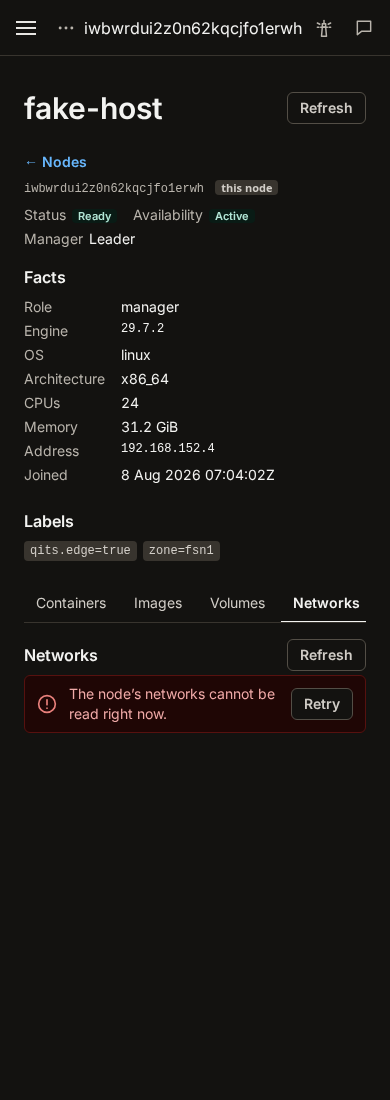 iwbwrdui2z0n62kqcjfo1erwh
fake-host
Refresh
← Nodes
iwbwrdui2z0n62kqcjfo1erwh this node
Status Ready Availability Active
Manager Leader
Facts
Role manager
Engine 29.7.2
OS linux
Architecture x86_64
CPUs 24
Memory 31.2 GiB
Address 192.168.152.4
Joined 8 Aug 2026 07:04:02Z
Labels
qits.edge=true zone=fsn1
Containers Images Volumes Networks
Networks Refresh
The node’s networks cannot be
read right now.
Retry